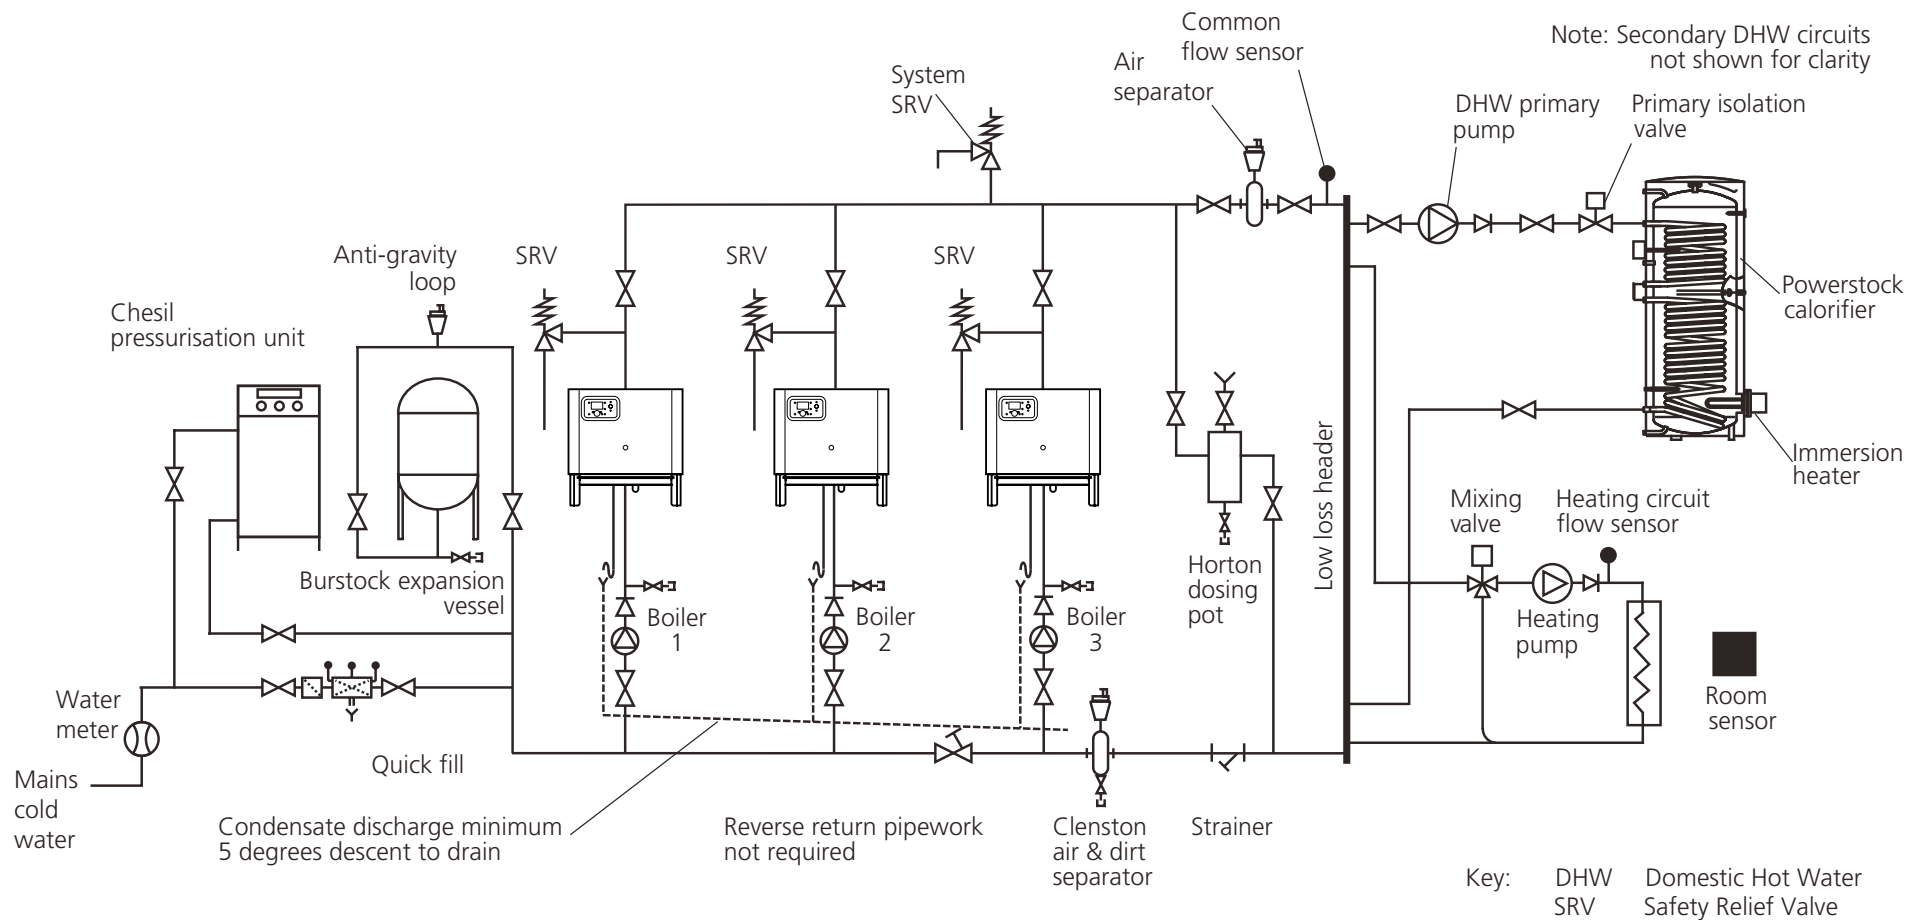 Common
flow sensor
Note: Secondary DHW circuits
not shown for clarity
Air
separator
System
SRV
DHW primary
pump
Primary isolation
valve
Anti-gravity
loop
SRV
SRV
SRV
Chesil
pressurisation unit
Powerstock
calorifier
Low loss header
Immersion
heater
Mixing
valve
Heating circuit
flow sensor
Burstock expansion
vessel
Horton
dosing
pot
Boiler
1
Boiler
2
Boiler
3
Heating
pump
Room
sensor
Water
meter
Quick fill
Mains
cold
water
Condensate discharge minimum
5 degrees descent to drain
Reverse return pipework
not required
Clenston
air & dirt
separator
Strainer
Key: DHW Domestic Hot Water
SRV Safety Relief Valve